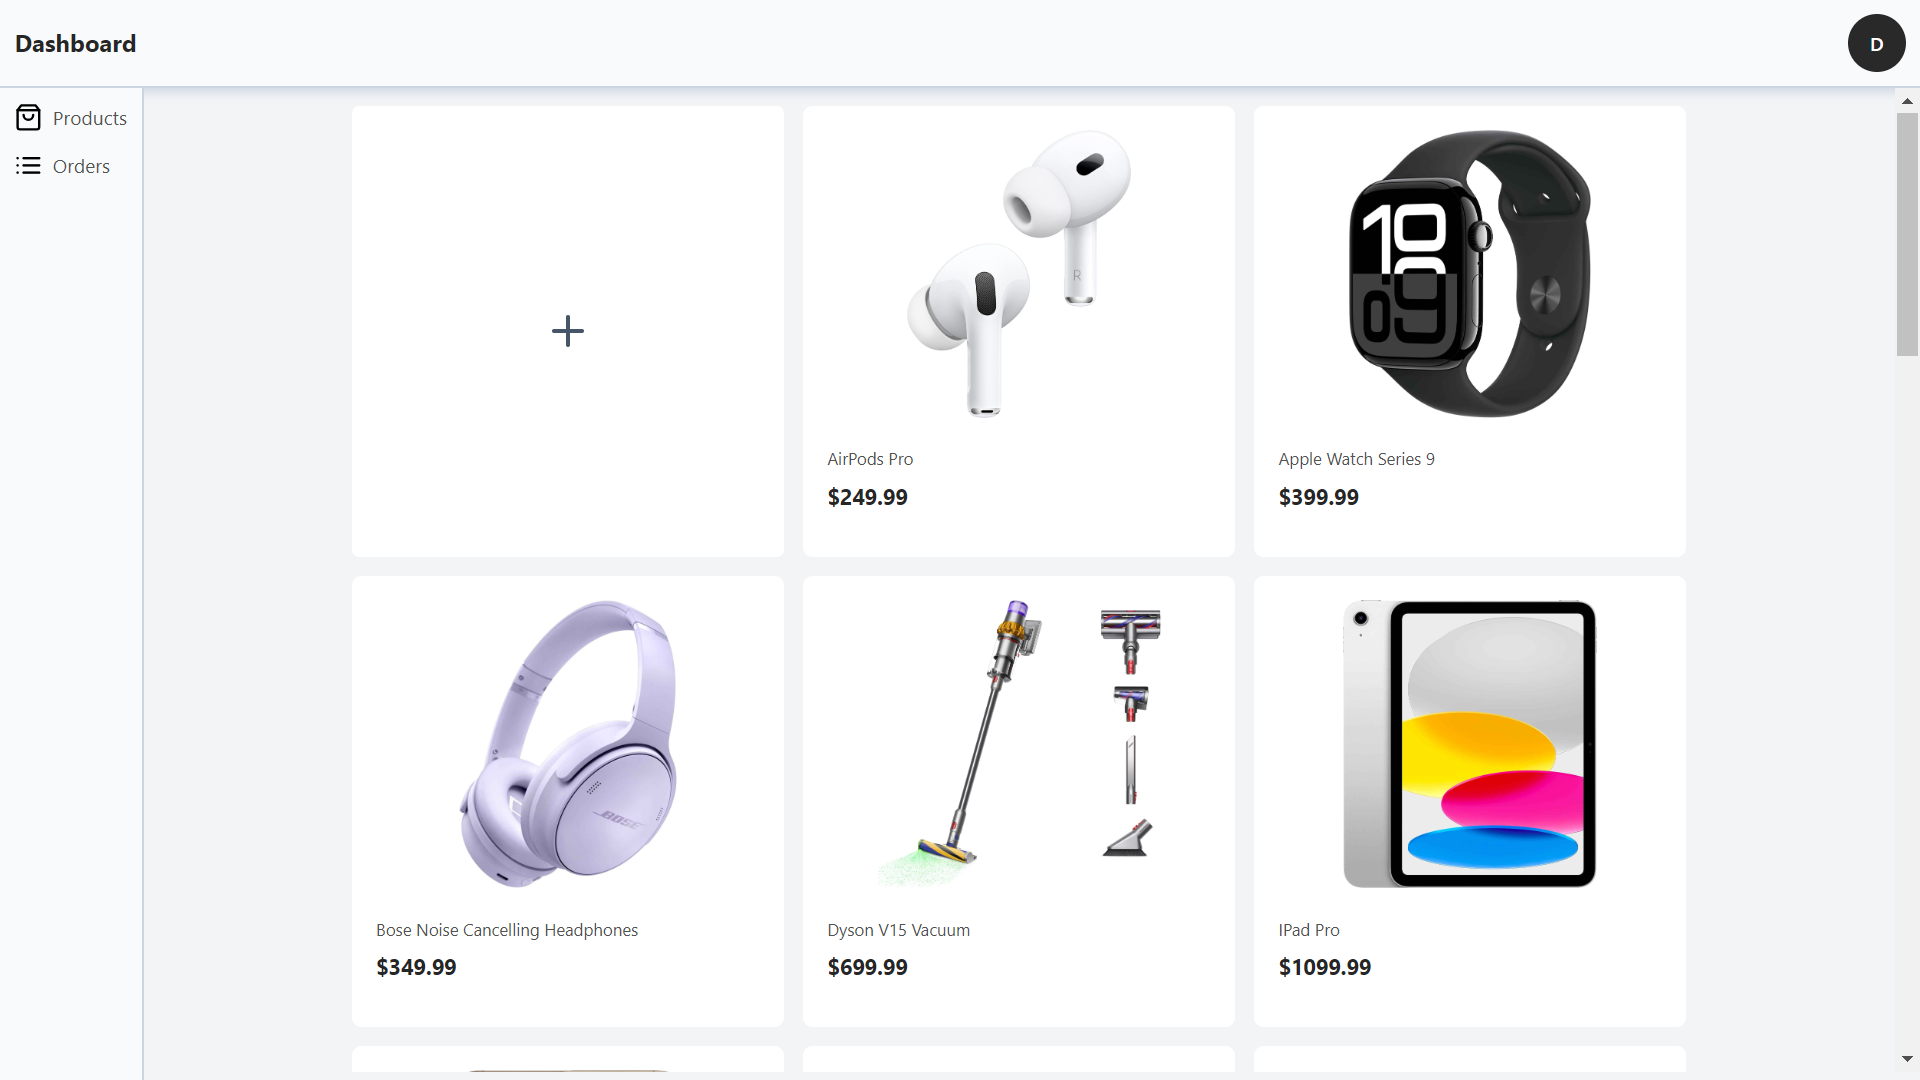 Dashboard
D
Products
Orders
R
10
09
AirPods Pro
$249.99
Apple Watch Series 9
$399.99
BOSE
Bose Noise Cancelling Headphones
$349.99
Dyson V15 Vacuum
$699.99
IPad Pro
$1099.99